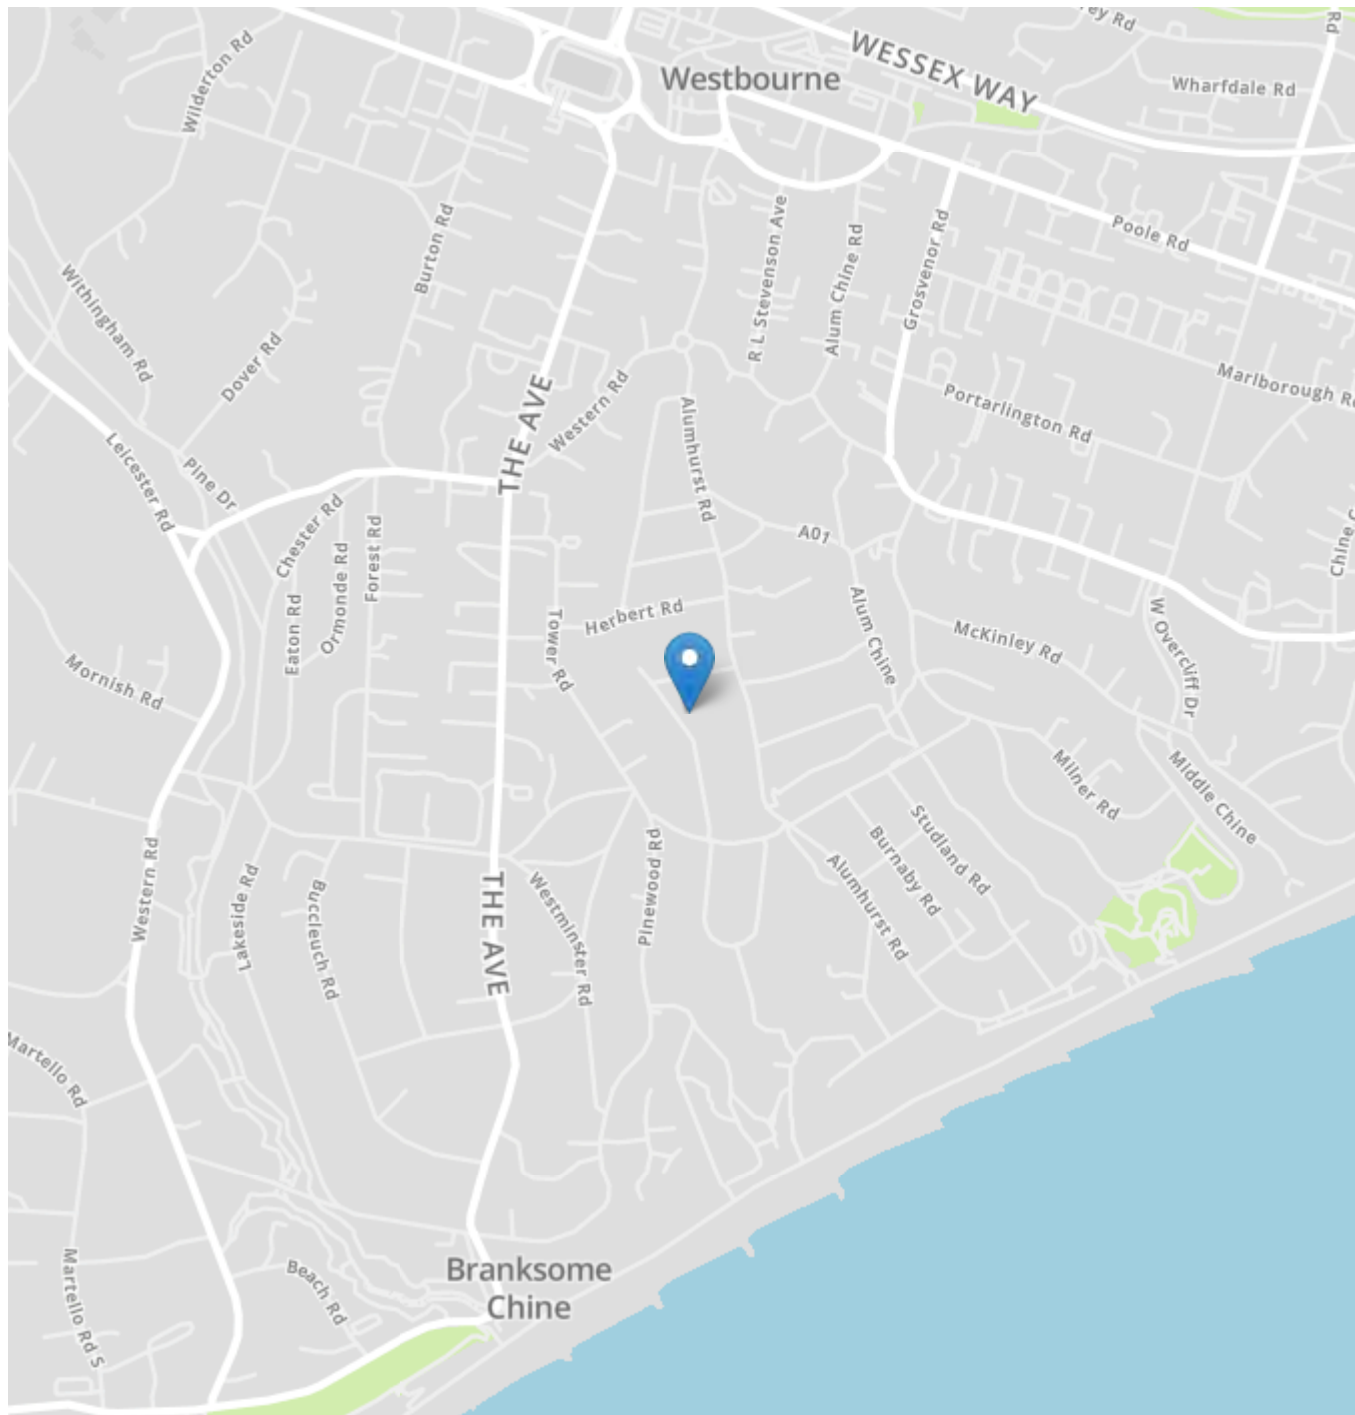 ey Rd
Rd
Wilderton Rd
WESSEX WAY
Westbourne
Wharfdale Rd
Burton Rd
R L Stevenson Ave
Alum Chine Rd
Grosvenor Rd
Poole Rd
Withingham Rd
Dover Rd
THE AVE
Western Rd
Marlborough Rd
Portarlington Rd
Alumhurst Rd
Leicester Rd
Pine Dr
Chester Rd
Ormonde Rd
Forest Rd
A01
Chine C
Eaton Rd
Herbert Rd
Tower Rd
Alum Chine
McKinley Rd
W Overcliff Dr
Mornish Rd
Milner Rd
Middle Chine
Western Rd
Lakeside Rd
Buccleuch Rd
THE AVE
Westminster Rd
Pinewood Rd
Alumhurst Rd
Burnaby Rd
Studland Rd
Martello Rd
Martello Rd S
Beach Rd
Branksome
Chine